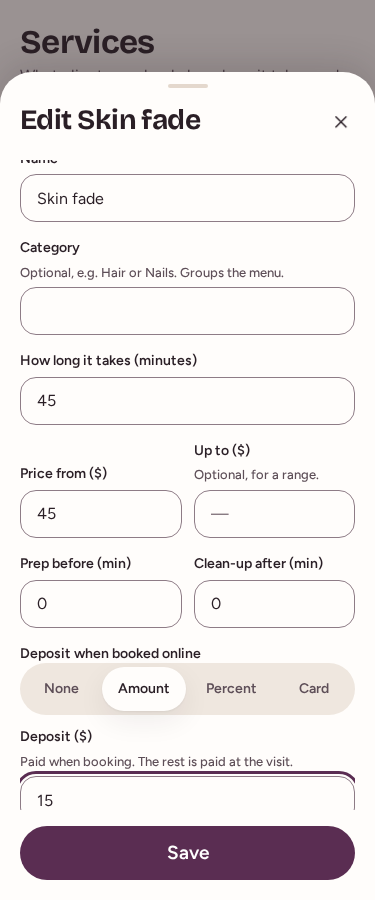 Services
Edit Skin fade
Name
Skin fade
Category
Optional, e.g. Hair or Nails. Groups the menu.
How long it takes (minutes)
45
Up to ($)
Price from ($)
Optional, for a range.
45
—
Prep before (min)
Clean-up after (min)
0
0
Deposit when booked online
None
Amount
Percent
Card
Deposit ($)
Paid when booking. The rest is paid at the visit.
15
Save